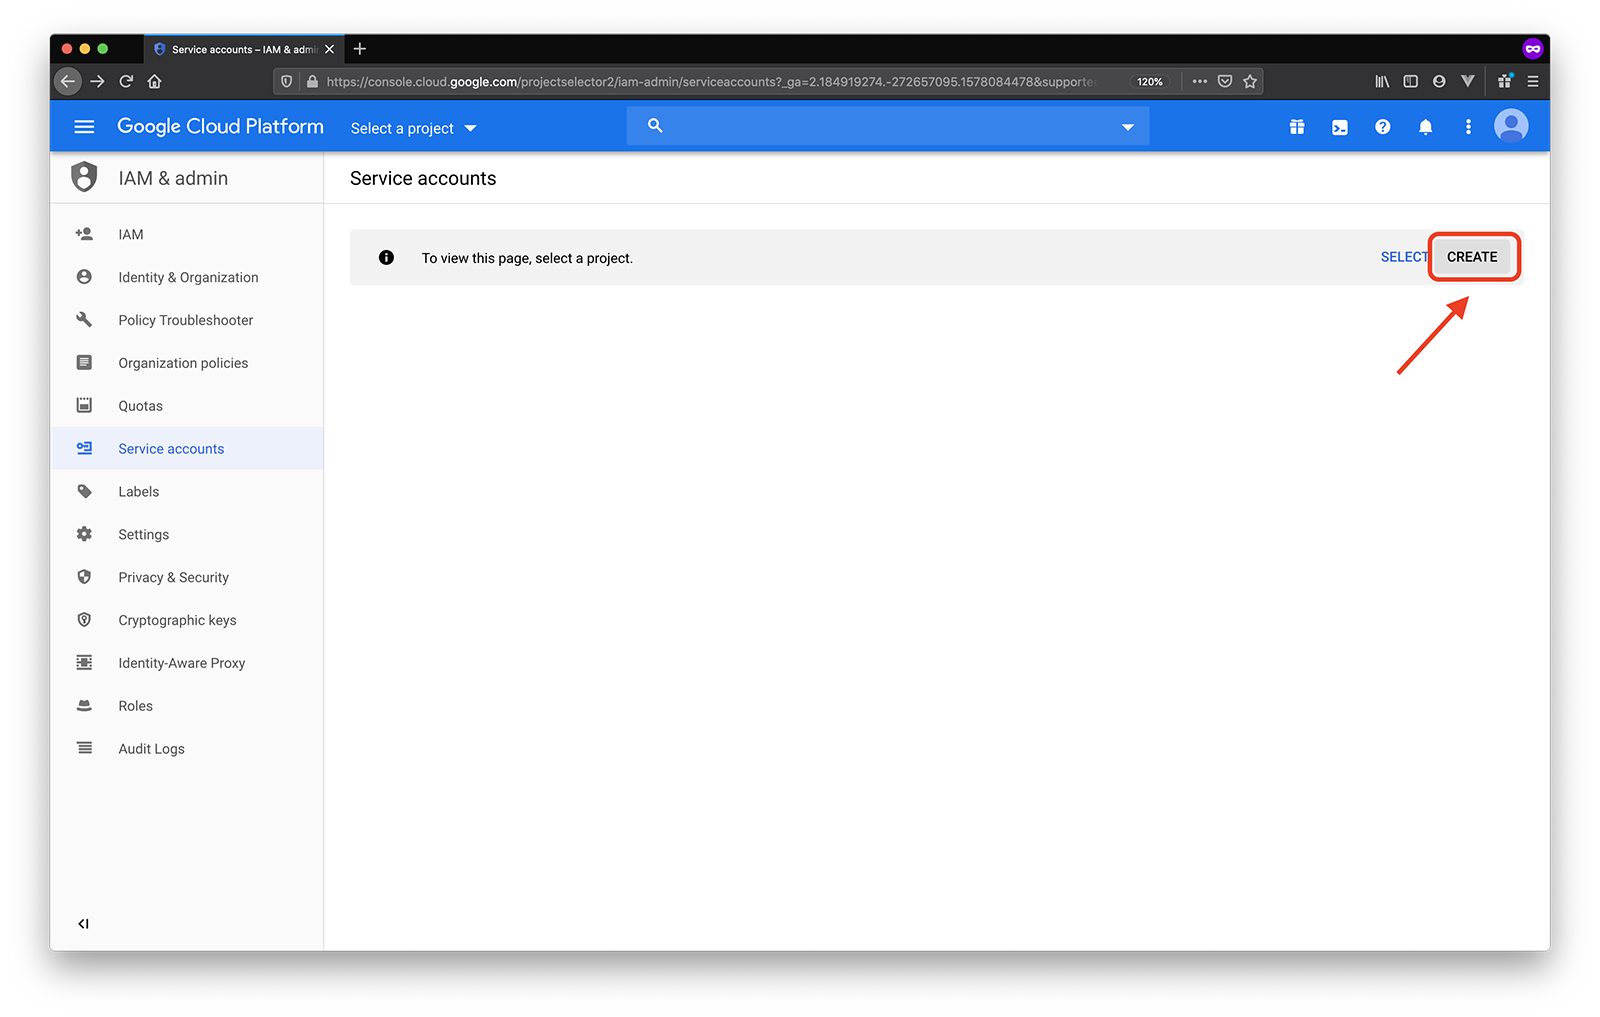 Service accounts – IAM & admi
https://console.cloud.google.com/projectselector2/iam-admin/serviceaccounts?_ga=2.184919274.-272657095.1578084478&supporte
120%
Google Cloud Platform
Select a project
IAM & admin
Service accounts
IAM
Identity & Organization
Policy Troubleshooter
Organization policies
Quotas
Service accounts
Labels
Settings
Privacy & Security
Cryptographic keys
Identity-Aware Proxy
Roles
Audit Logs
To view this page, select a project.
SELECT
CREATE